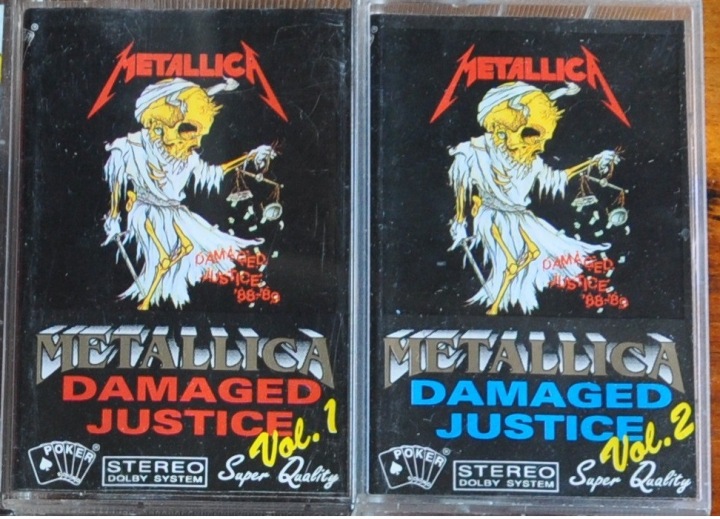 METALLICA
DAMAGED
JUSTICE
'88-'89
METALLICA
DAMAGED
JUSTICE
Vol. 1
POKER®
STEREO
DOLBY SYSTEM
Super Quality
METALLICA
DAMAGED
JUSTICE
'88-'89
METALLICA
DAMAGED
JUSTICE
Vol. 2
POKER®
STEREO
DOLBY SYSTEM
Super Quality